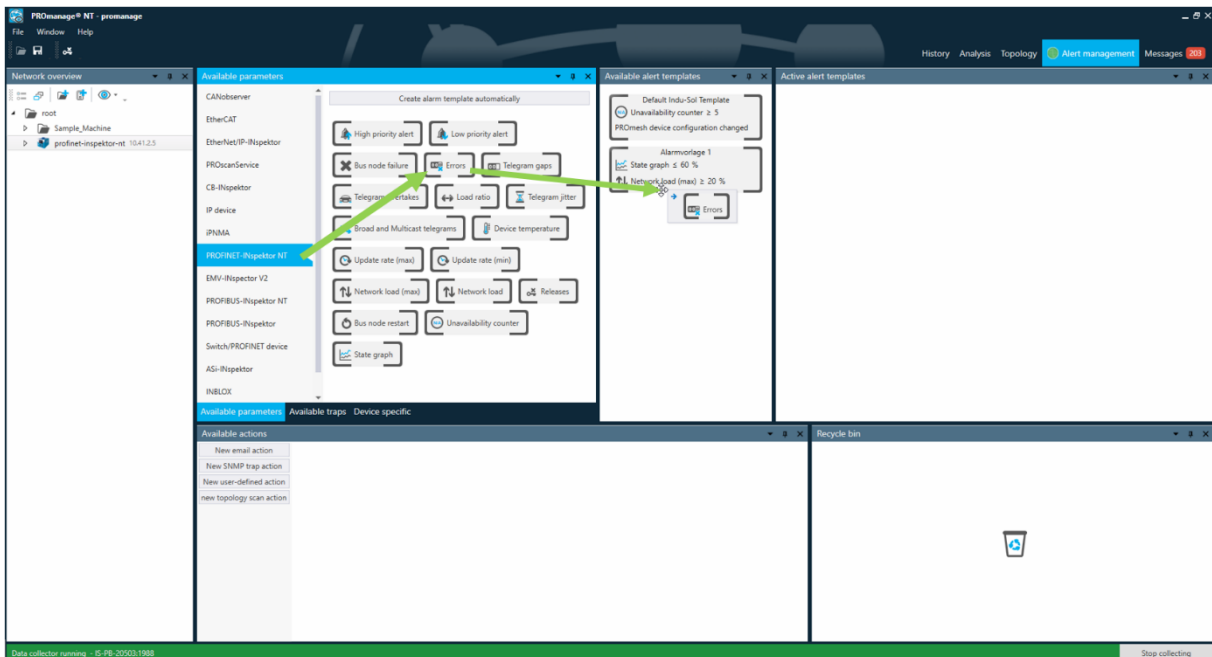 PROmanage® NT - promanage
File Window Help
History Analysis Topology Alert management Messages 203
Network overview
root
Sample_Machine
profinet-inspektor-nt 10.41.2.5
Available parameters
CANobserver
EtherCAT
EtherNet/IP-INspektor
PROscanService
CB-INspektor
IP device
iPNMA
PROFINET-INspektor NT
EMV-INspector V2
PROFIBUS-INspektor NT
PROFIBUS-INspektor
Switch/PROFINET device
ASi-INspektor
INBLOX
Create alarm template automatically
High priority alert Low priority alert
Bus node failure Errors Telegram gaps
Telegram Load ratio Telegram jitter
Broad and Multicast telegrams Device temperature
Update rate (max) Update rate (min)
Network load (max) Network load Releases
Bus node restart Unavailability counter
State graph
Available parameters Available traps Device specific
Available alert templates
Default Indu-Sol Template
Unavailability counter ≥ 5
PROmesh device configuration changed
Alarmvorlage 1
State graph ≤ 60 %
Network load (max) ≥ 20 %
Errors
Active alert templates
Available actions
New email action
New SNMP trap action
New user-defined action
new topology scan action
Recycle bin
Data collector running - IS-PB-20503:1988
Stop collecting